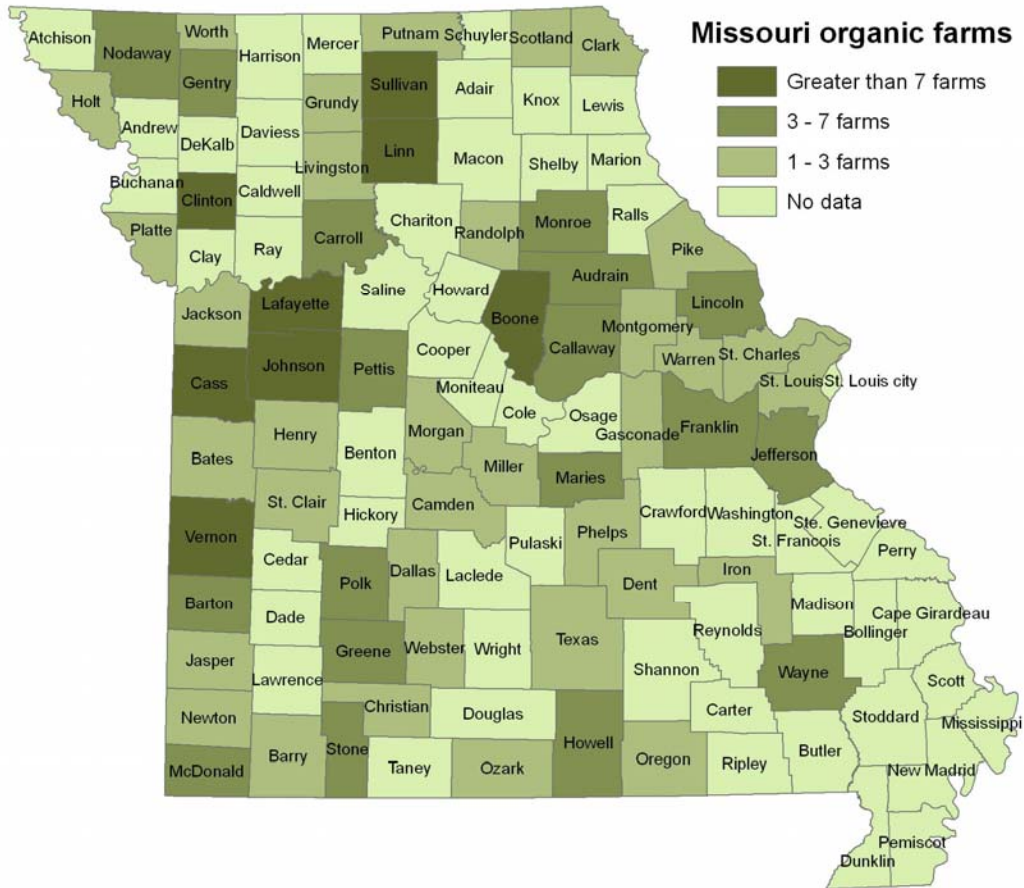 Missouri organic farms
Greater than 7 farms
3 - 7 farms
1 - 3 farms
No data
Atchison
Nodaway
Worth
Harrison
Mercer
Putnam
Schuyler
Scotland
Clark
Holt
Gentry
Grundy
Sullivan
Adair
Knox
Lewis
Andrew
DeKalb
Daviess
Livingston
Linn
Macon
Shelby
Marion
Buchanan
Clinton
Caldwell
Platte
Clay
Ray
Carroll
Chariton
Randolph
Monroe
Ralls
Pike
Jackson
Lafayette
Saline
Howard
Boone
Audrain
Callaway
Montgomery
Lincoln
Cass
Johnson
Pettis
Cooper
Moniteau
Cole
Osage
Gasconade
Warren
St. Charles
St. Louis
St. Louis city
Franklin
Jefferson
Bates
Henry
Benton
Morgan
Miller
Maries
St. Clair
Hickory
Camden
Pulaski
Phelps
Crawford
Washington
Ste. Genevieve
St. Francois
Perry
Vernon
Cedar
Polk
Dallas
Laclede
Dent
Iron
Madison
Cape Girardeau
Bollinger
Barton
Dade
Greene
Webster
Wright
Texas
Reynolds
Shannon
Wayne
Jasper
Lawrence
Newton
Christian
Douglas
Howell
Carter
Scott
Stoddard
Mississippi
McDonald
Barry
Stone
Taney
Ozark
Oregon
Ripley
Butler
New Madrid
Pemiscot
Dunklin